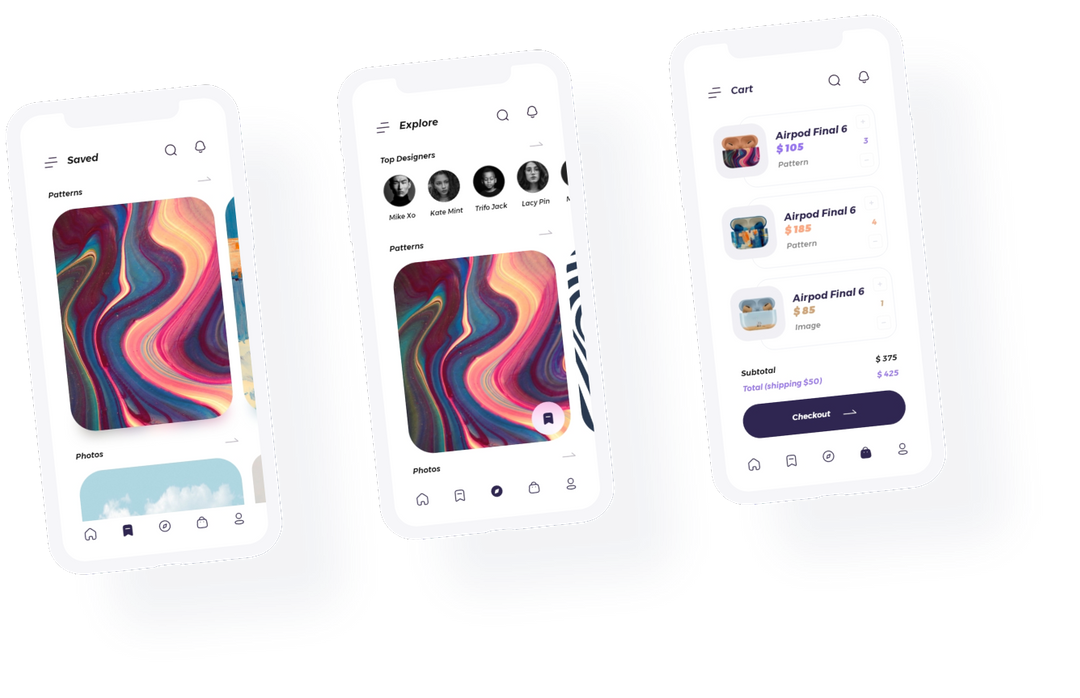 Saved
Patterns
Photos
Explore
Top Designers
Mike Xo
Kate Mint
Trifo Jack
Lacy Pin
M
Patterns
Photos
Cart
Airpod Final 6
$ 105
Pattern
3
Airpod Final 6
$ 185
Pattern
4
Airpod Final 6
$ 85
Image
1
Subtotal $ 375
Total (shipping $50) $ 425
Checkout